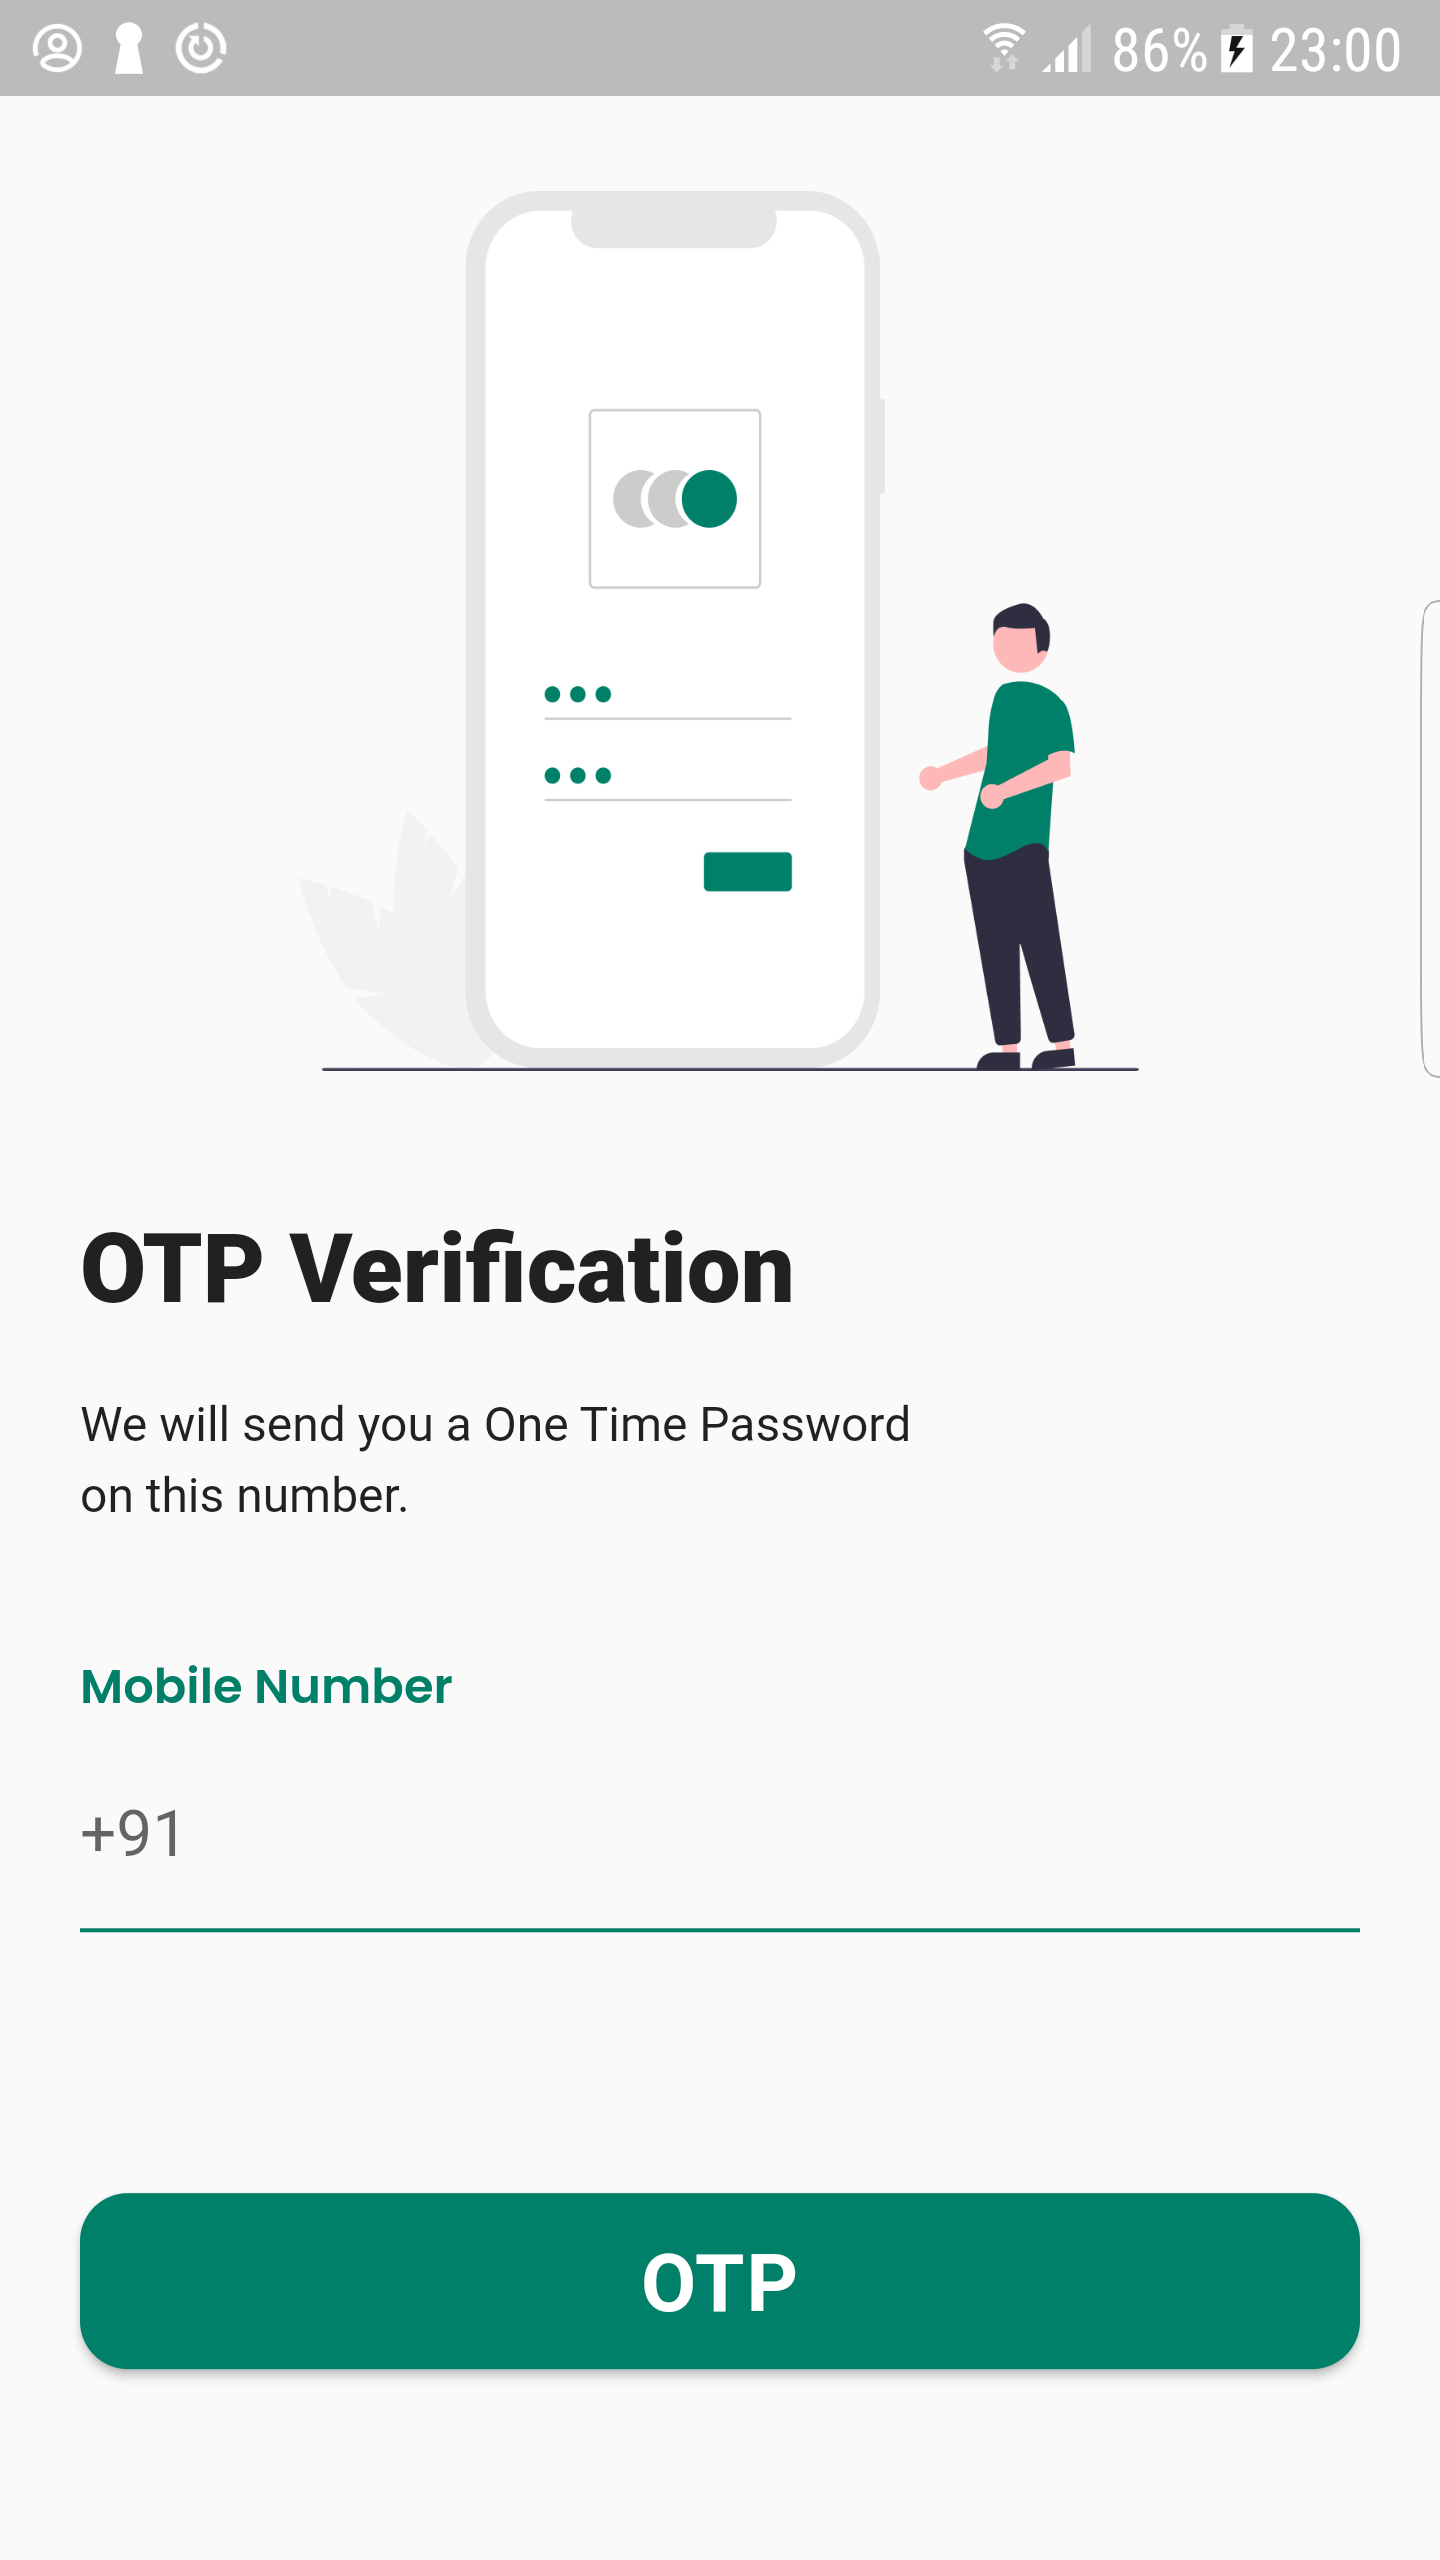 86% 23:00
OTP Verification
We will send you a One Time Password
on this number.
Mobile Number
+91
OTP